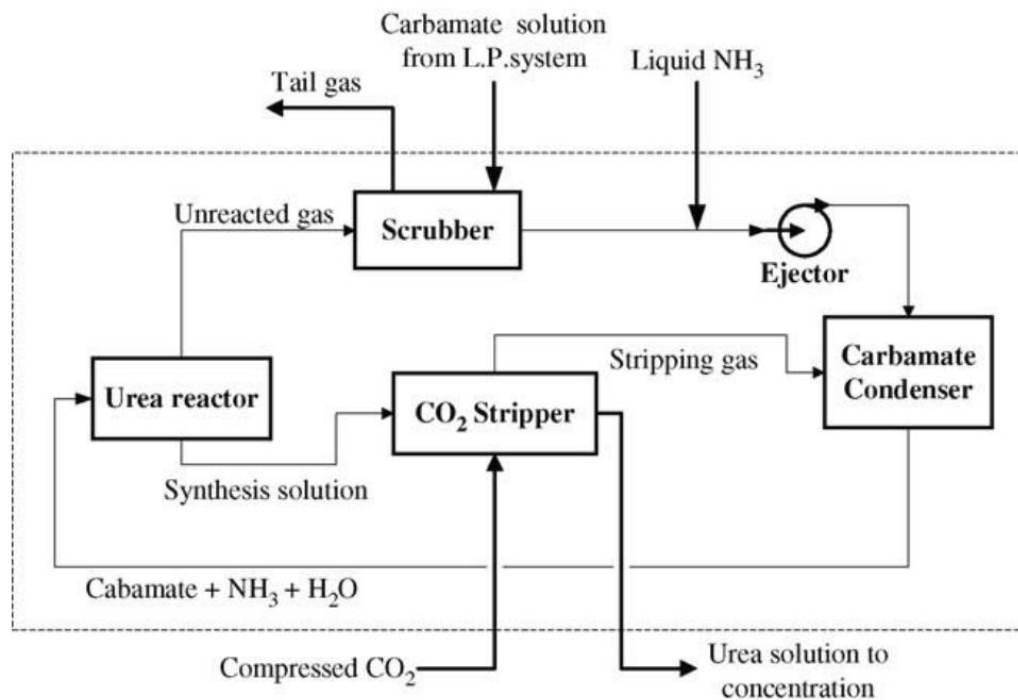 Carbamate solution
from L.P.system
Liquid NH₃
Tail gas
Unreacted gas
Scrubber
Ejector
Stripping gas
Carbamate
Condenser
Urea reactor
CO₂ Stripper
Synthesis solution
Cabamate + NH₃ + H₂O
Compressed CO₂
Urea solution to
concentration